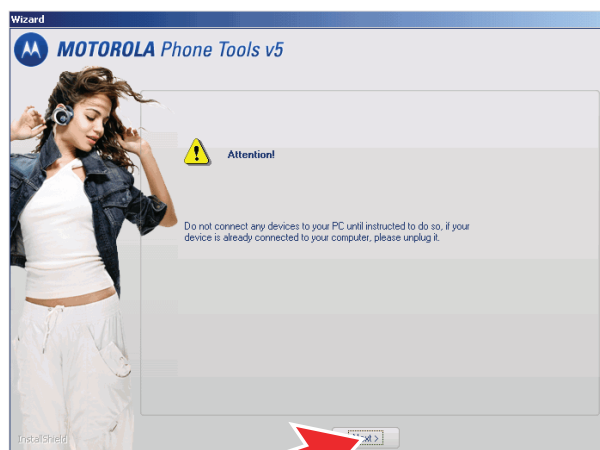 Wizard
MOTOROLA Phone Tools v5
Attention!
Do not connect any devices to your PC until instructed to do so, if your
device is already connected to your computer, please unplug it.
InstallShield
Next >